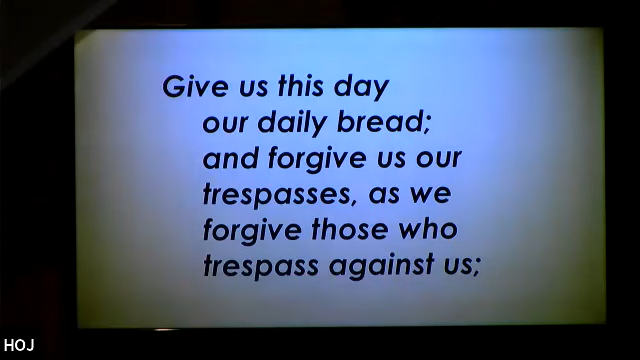 Give us this day
our daily bread;
and forgive us our
trespasses, as we
forgive those who
trespass against us;
HOJ